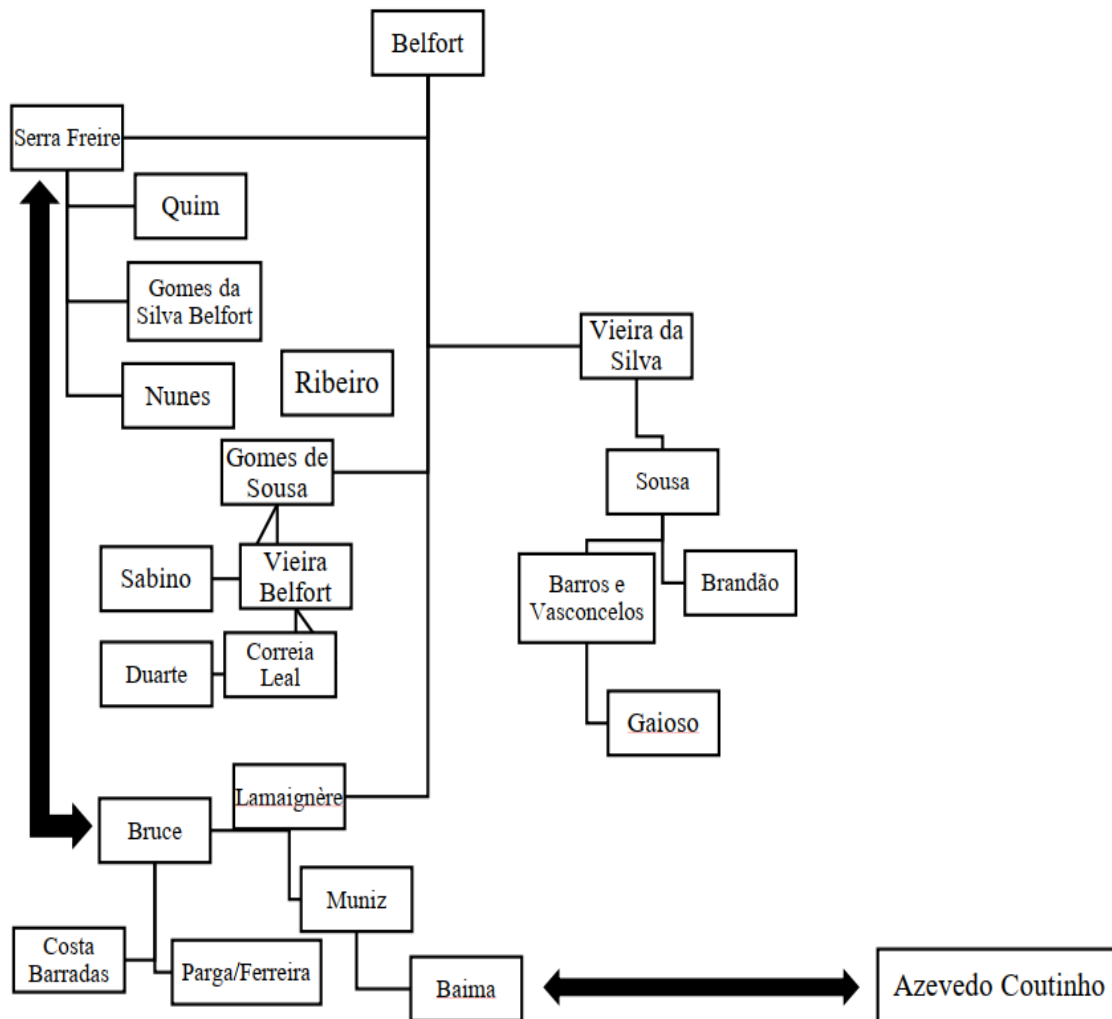 Belfort
Serra Freire
Quim
Gomes da
Silva Belfort
Vieira da
Silva
Ribeiro
Nunes
Gomes de
Sousa
Sousa
Sabino
Vieira
Belfort
Barros e
Vasconcelos
Brandão
Duarte
Correia
Leal
Gaioso
Lamaignère
Bruce
Muniz
Costa
Barradas
Parga/Ferreira
Baima
Azevedo Coutinho